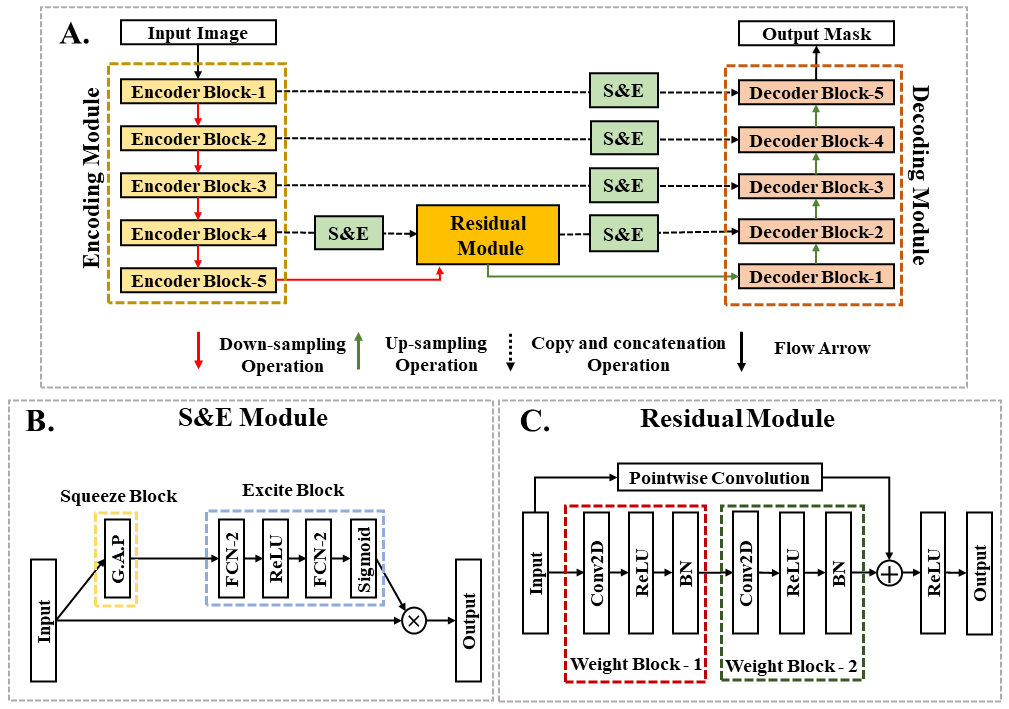 A.
Input Image
Output Mask
Encoding Module
Encoder Block-1
S&E
Decoder Block-5
Encoder Block-2
S&E
Decoder Block-4
Encoder Block-3
S&E
Decoder Block-3
Encoder Block-4
S&E
Residual
Module
S&E
Decoder Block-2
Encoder Block-5
Decoder Block-1
Decoding Module
Down-sampling
Operation
Up-sampling
Operation
Copy and concatenation
Operation
Flow Arrow
B.
S&E Module
Squeeze Block
Excite Block
Input
G.A.P
FCN-2
ReLU
FCN-2
Sigmoid
Output
C.
Residual Module
Pointwise Convolution
Input
Conv2D
ReLU
BN
Weight Block - 1
Conv2D
ReLU
BN
Weight Block - 2
ReLU
Output